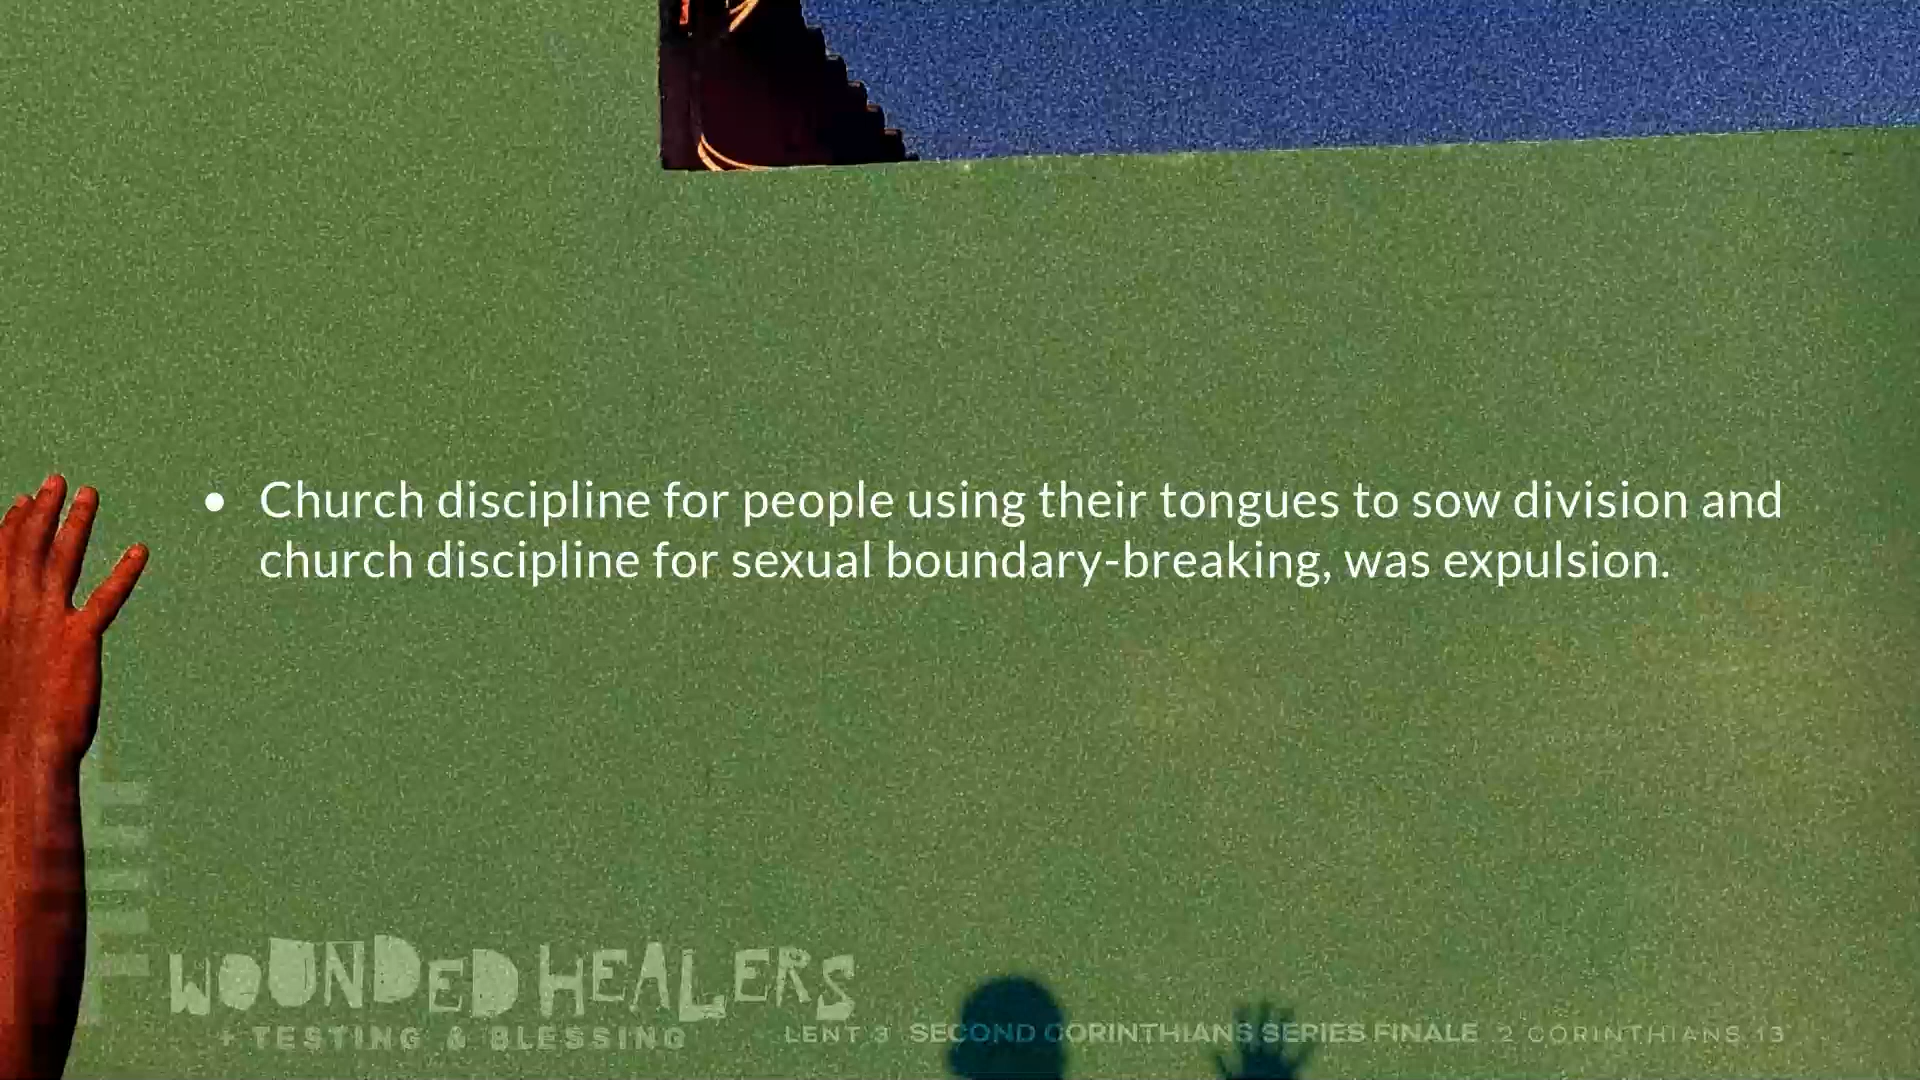 • Church discipline for people using their tongues to sow division and
church discipline for sexual boundary-breaking, was expulsion.
WOUNDED HEALERS
+ TESTING & BLESSING
LENT 3 SECOND CORINTHIANS SERIES FINALE 2 CORINTHIANS 13